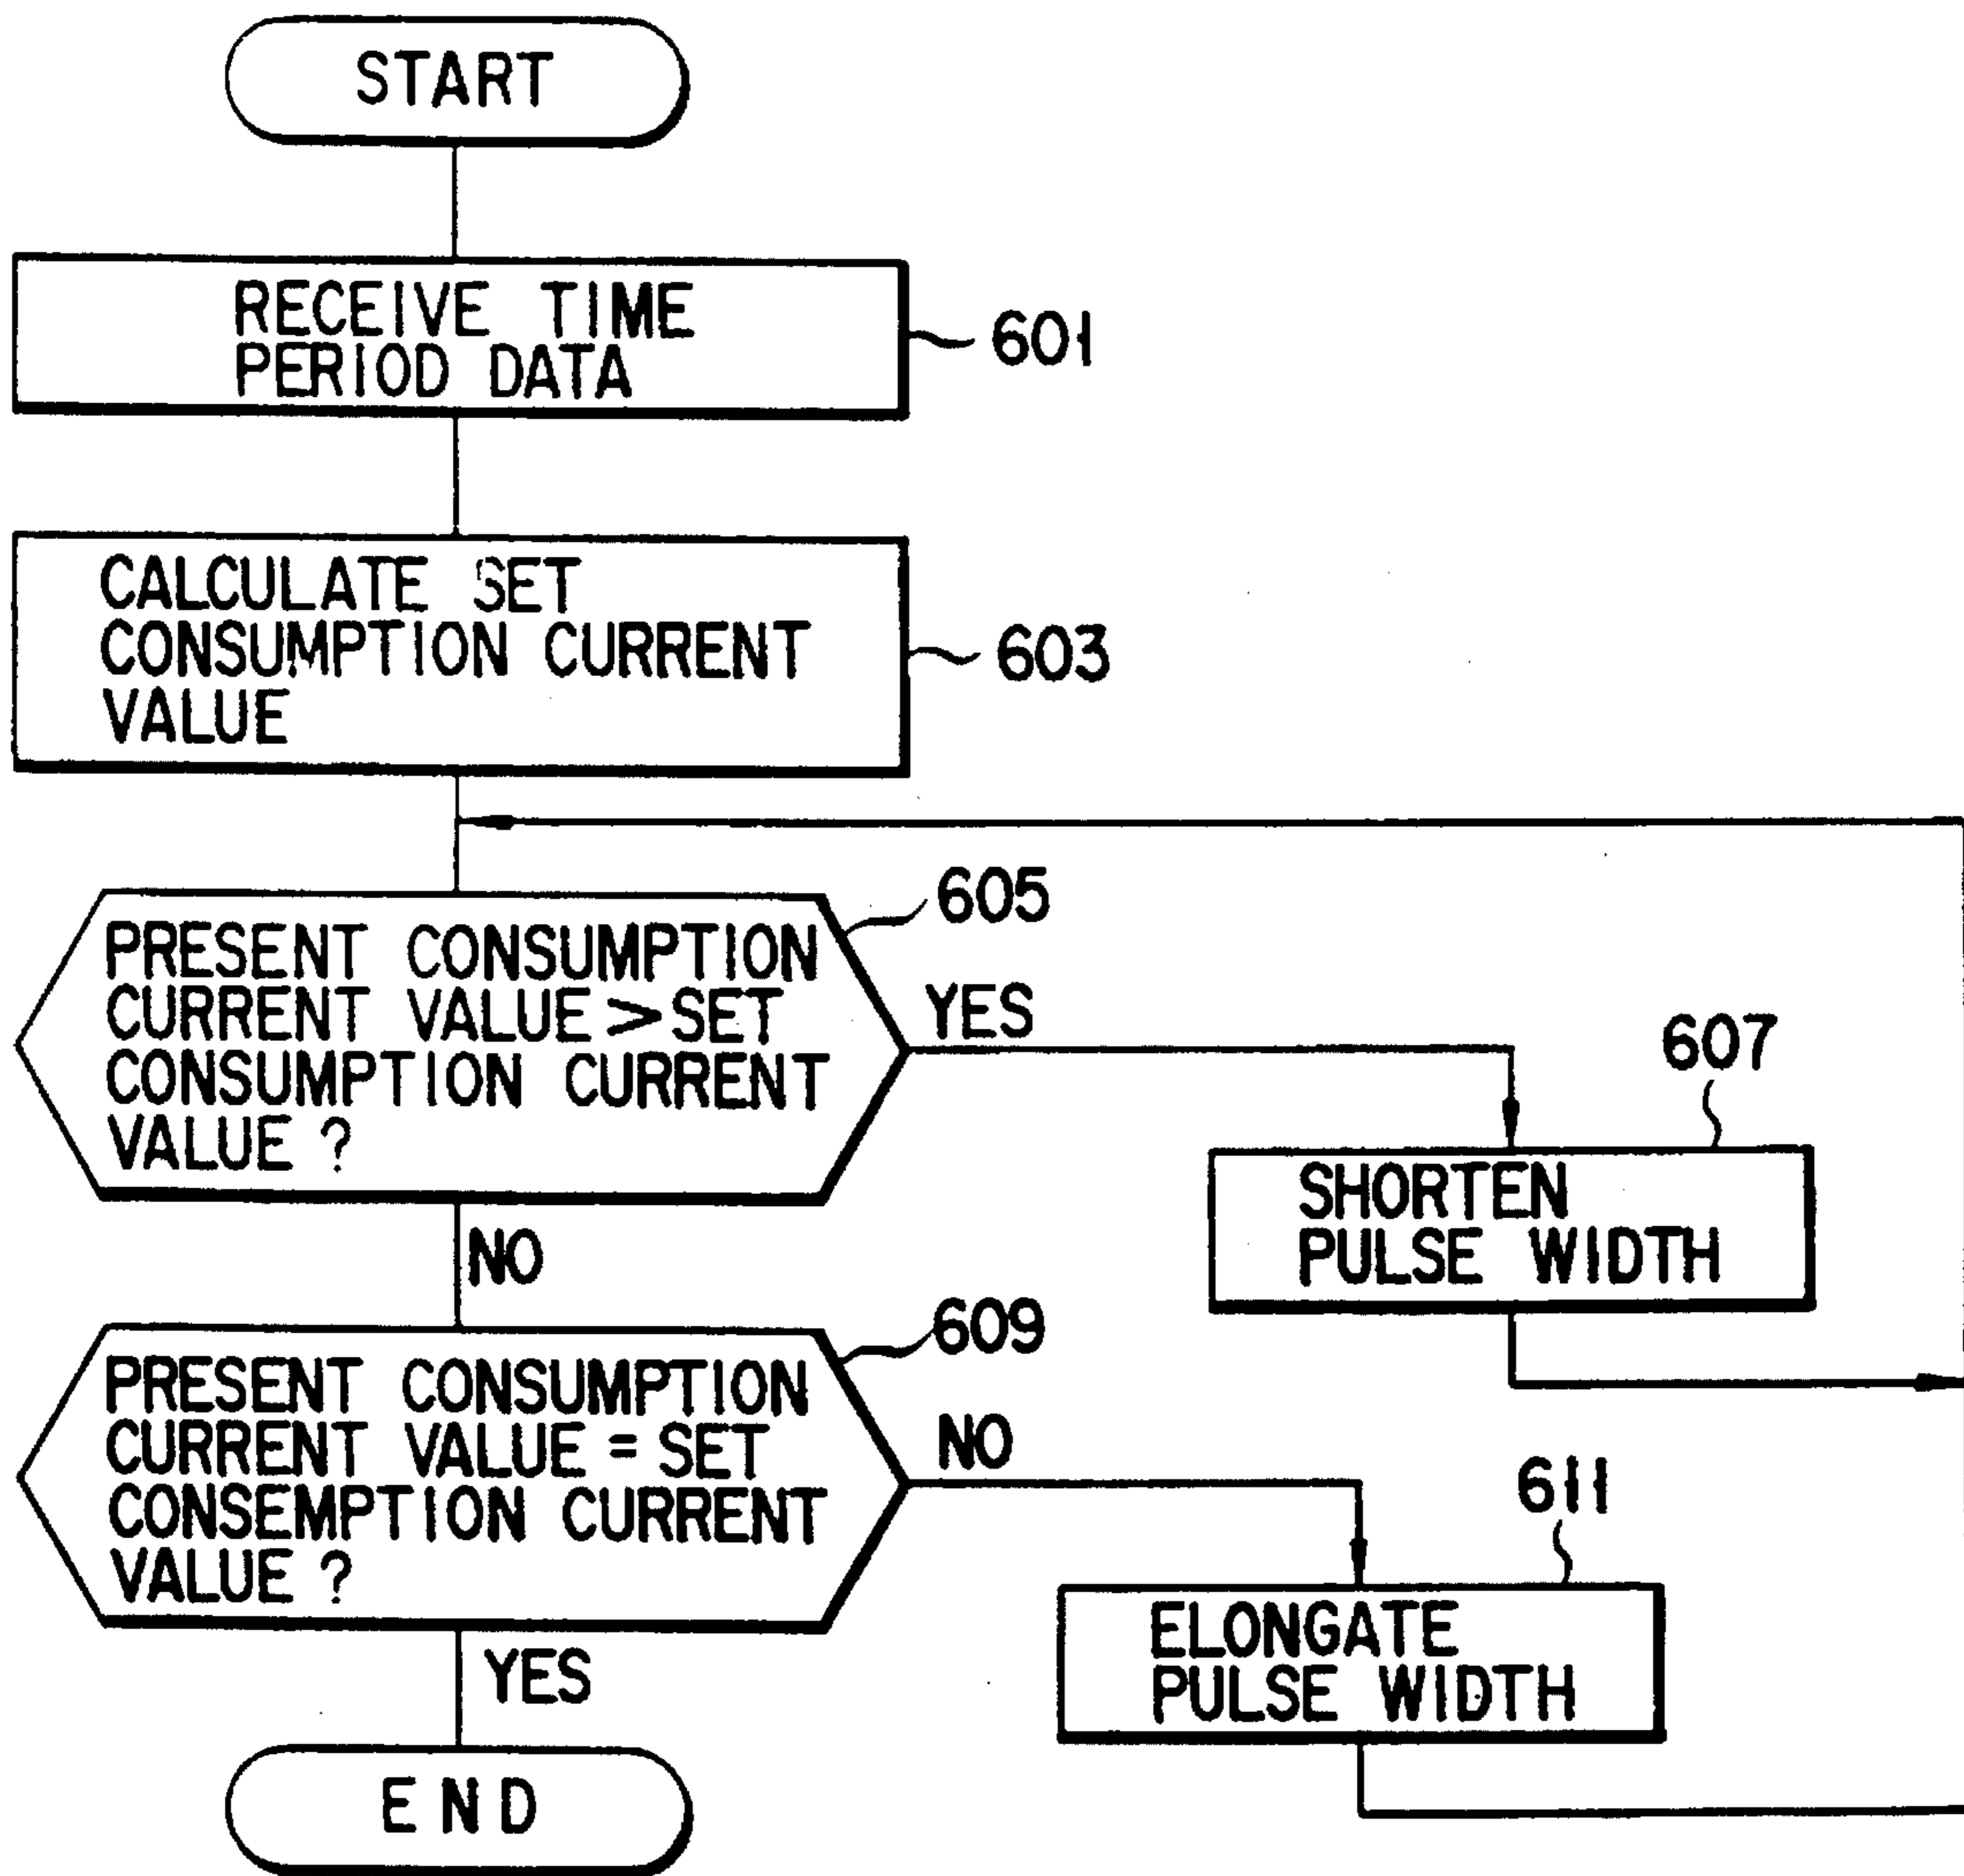 START
RECEIVE TIME
PERIOD DATA
601
CALCULATE SET
CONSUMPTION CURRENT
VALUE
603
605
PRESENT CONSUMPTION
CURRENT VALUE > SET
CONSUMPTION CURRENT
VALUE ?
YES
607
SHORTEN
PULSE WIDTH
NO
609
PRESENT CONSUMPTION
CURRENT VALUE = SET
CONSEMPTION CURRENT
VALUE ?
NO
611
ELONGATE
PULSE WIDTH
YES
END